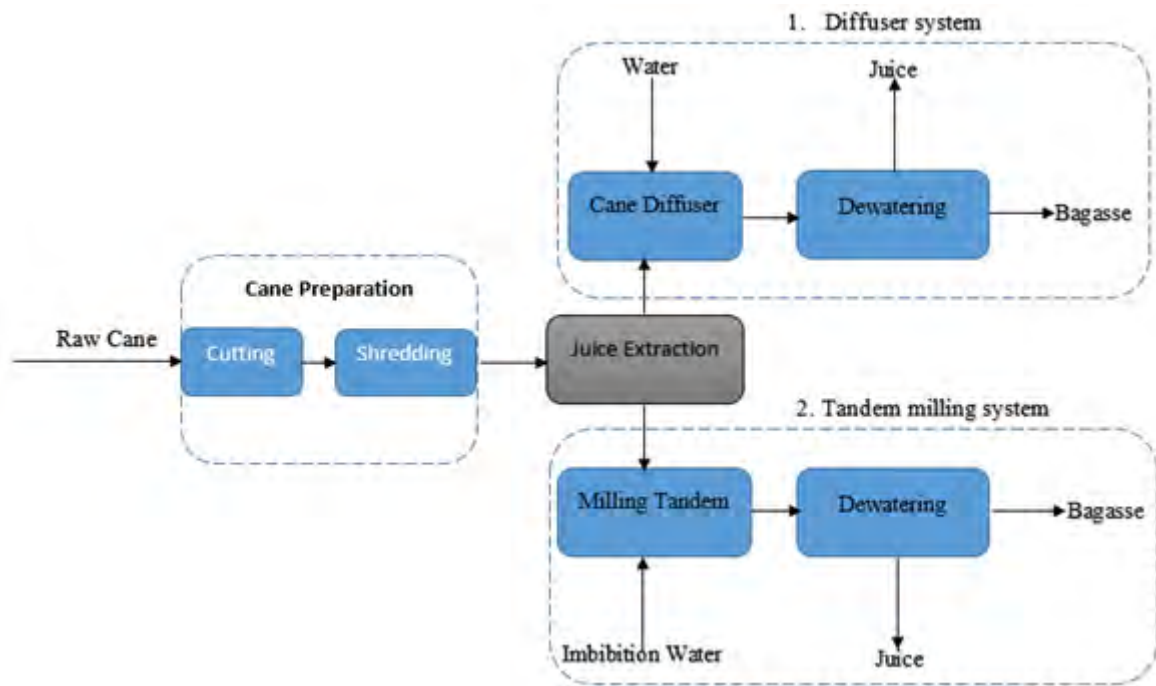 1. Diffuser system
Water
Juice
Cane Diffuser
Dewatering
Bagasse
Cane Preparation
Raw Cane
Cutting
Shredding
Juice Extraction
2. Tandem milling system
Milling Tandem
Dewatering
Bagasse
Imbibition Water
Juice